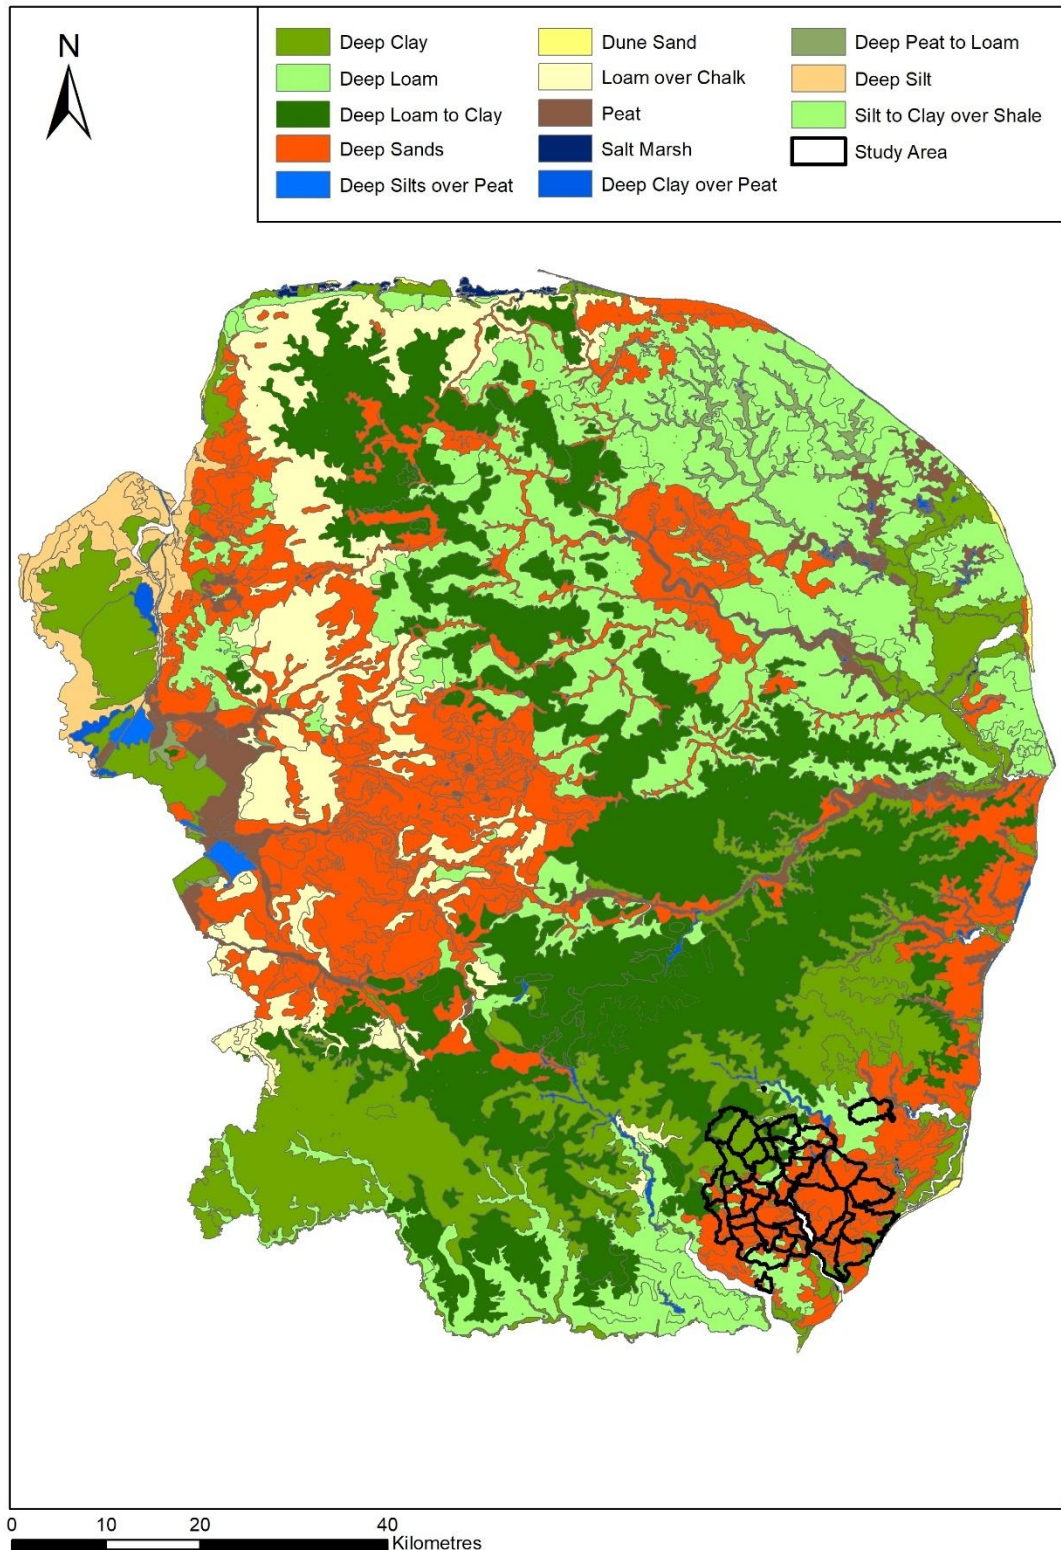 N
Deep Clay
Deep Loam
Deep Loam to Clay
Deep Sands
Deep Silts over Peat
Dune Sand
Loam over Chalk
Peat
Salt Marsh
Deep Clay over Peat
Deep Peat to Loam
Deep Silt
Silt to Clay over Shale
Study Area
0 10 20 40
Kilometres